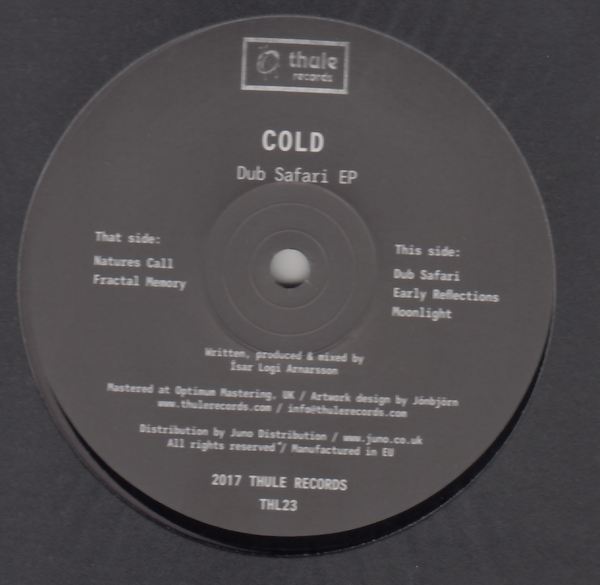 thule
records
COLD
Dub Safari EP
That side:
Natures Call
Fractal Memory
This side:
Dub Safari
Early Reflections
Moonlight
Written, produced & mixed by
Ísar Logi Arnarsson
Mastered at Optimum Mastering, UK / Artwork design by Jónbjörn
www.thulerecords.com / info@thulerecords.com
Distribution by Juno Distribution / www.juno.co.uk
All rights reserved / Manufactured in EU
2017 THULE RECORDS
THL23